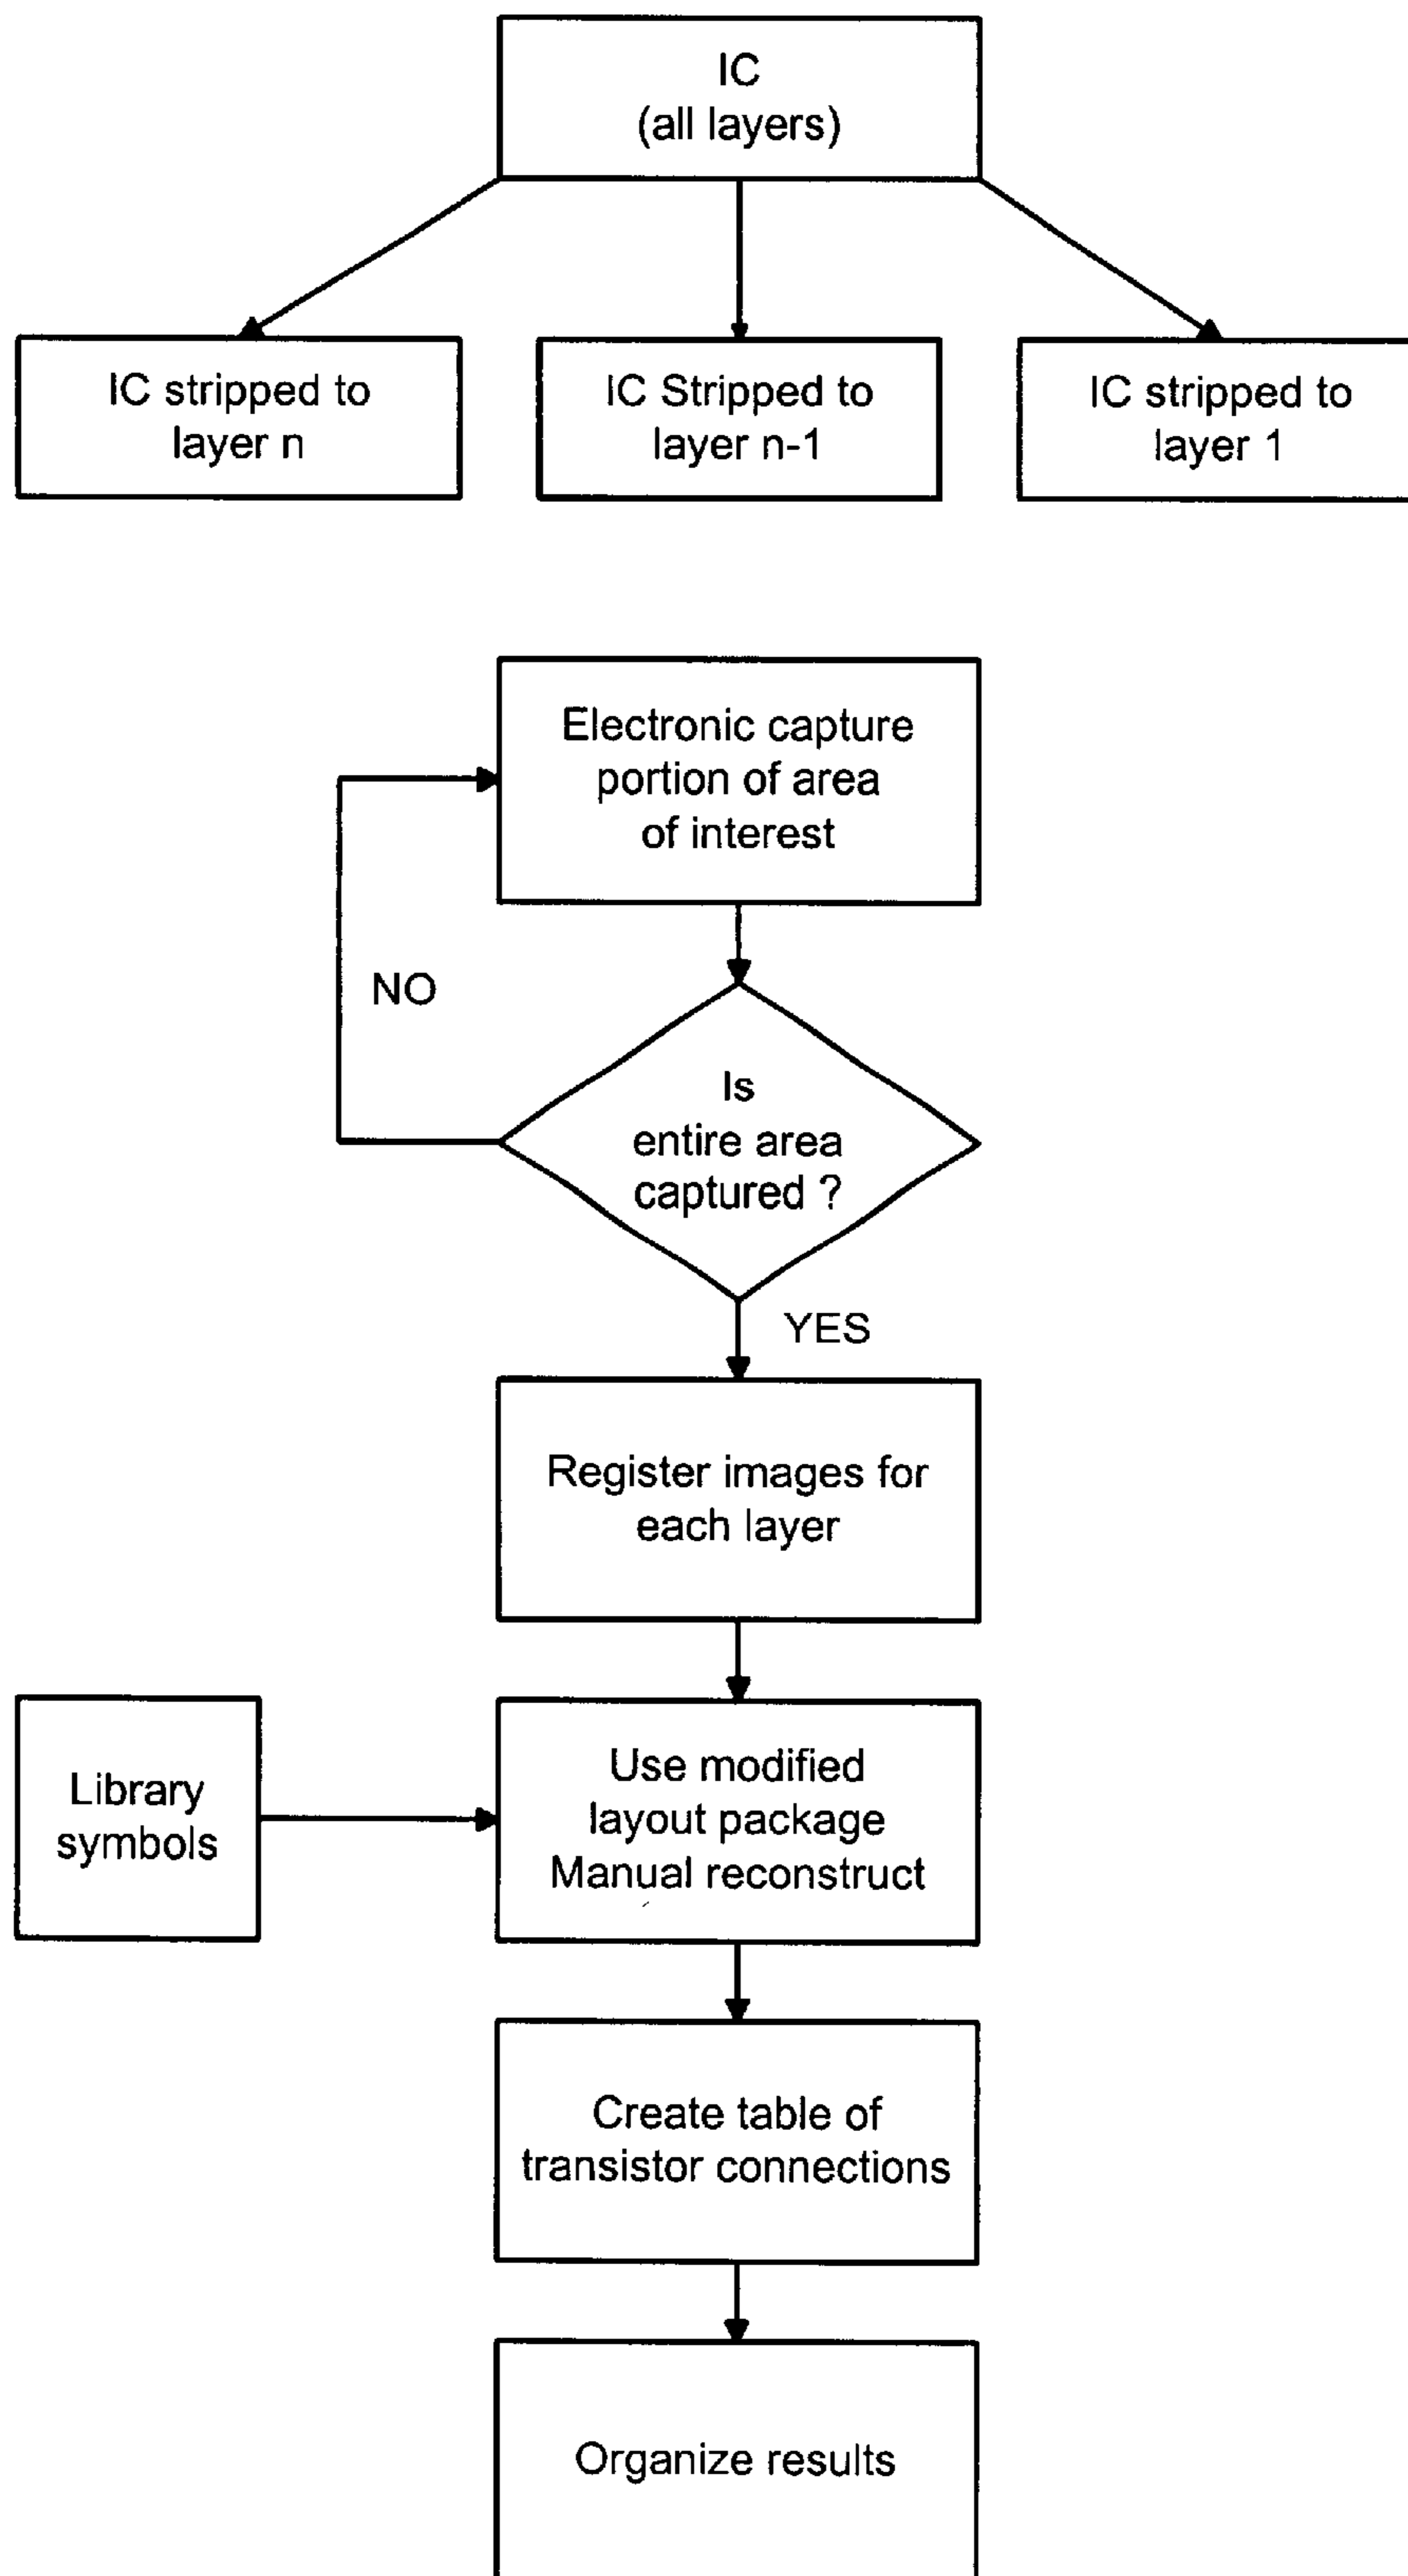 IC
(all layers)
IC stripped to
layer n
IC Stripped to
layer n-1
IC stripped to
layer 1
Electronic capture
portion of area
of interest
NO
Is
entire area
captured ?
YES
Register images for
each layer
Library
symbols
Use modified
layout package
Manual reconstruct
Create table of
transistor connections
Organize results